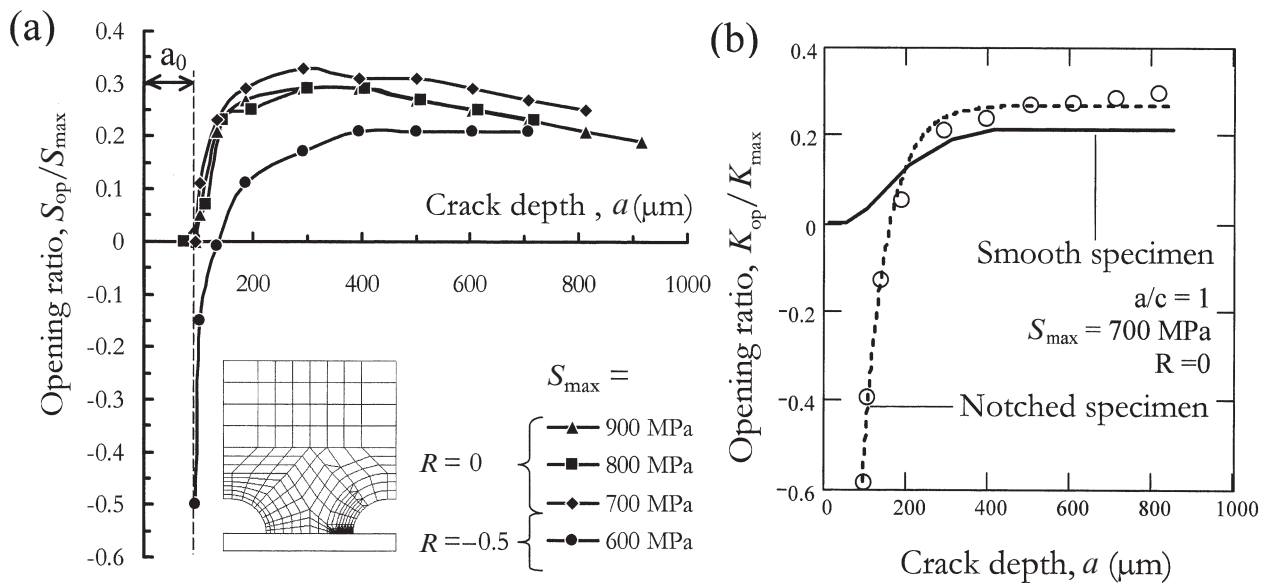 (a)
0.4
0.3
0.2
0.1
0
-0.1
-0.2
-0.3
-0.4
-0.5
-0.6
Opening ratio, Sop/Smax
a0
Crack depth , a (μm)
200
400
600
800
1000
Smax =
R = 0
R=-0.5
900 MPa
800 MPa
700 MPa
600 MPa
(b)
0.4
0.2
0
-0.2
-0.4
-0.6
Opening ratio, Kop/Kmax
Smooth specimen
a/c = 1
Smax = 700 MPa
R =0
Notched specimen
0
200
400
600
800
1000
Crack depth, a (μm)